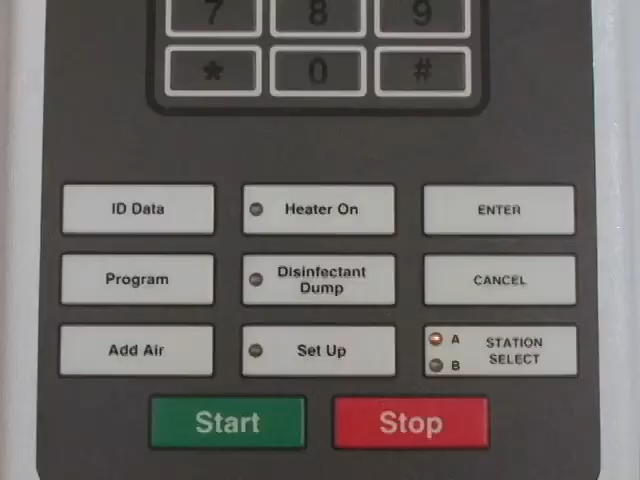 7 8 9
* 0 #
ID Data
Heater On
ENTER
Program
Disinfectant
Dump
CANCEL
Add Air
Set Up
A
B
STATION
SELECT
Start
Stop